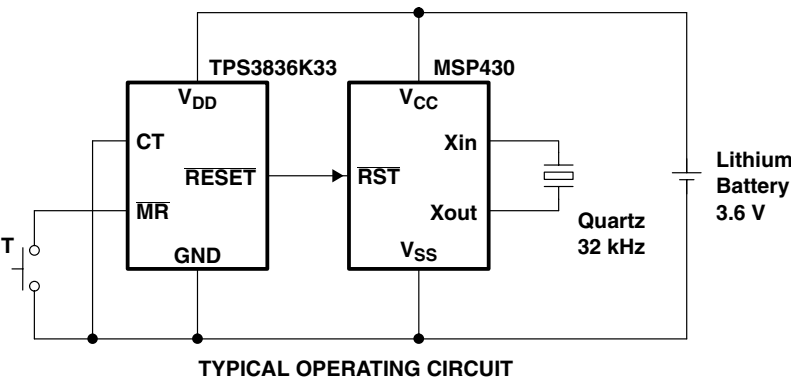 TPS3836K33
MSP430
VDD
VCC
CT
Xin
RESET
RST
MR
Xout
GND
VSS
T
Quartz
32 kHz
Lithium
Battery
3.6 V
TYPICAL OPERATING CIRCUIT